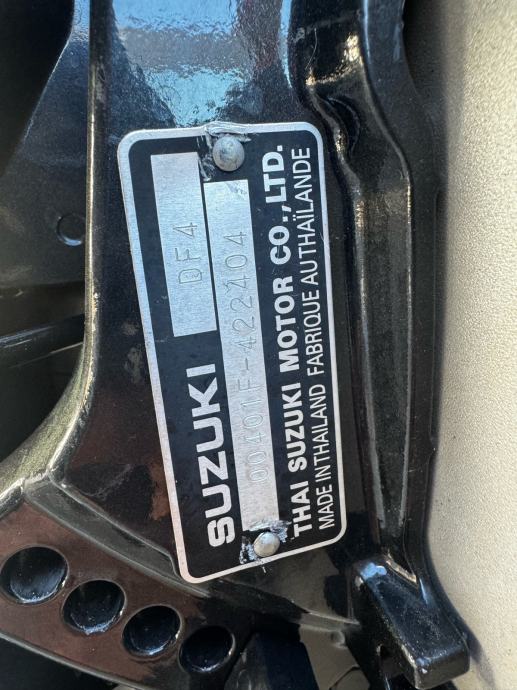 SUZUKI DF4
00401F-422404
THAI SUZUKI MOTOR CO.,LTD.
MADE IN THAILAND FABRIQUE AU THAÏLANDE